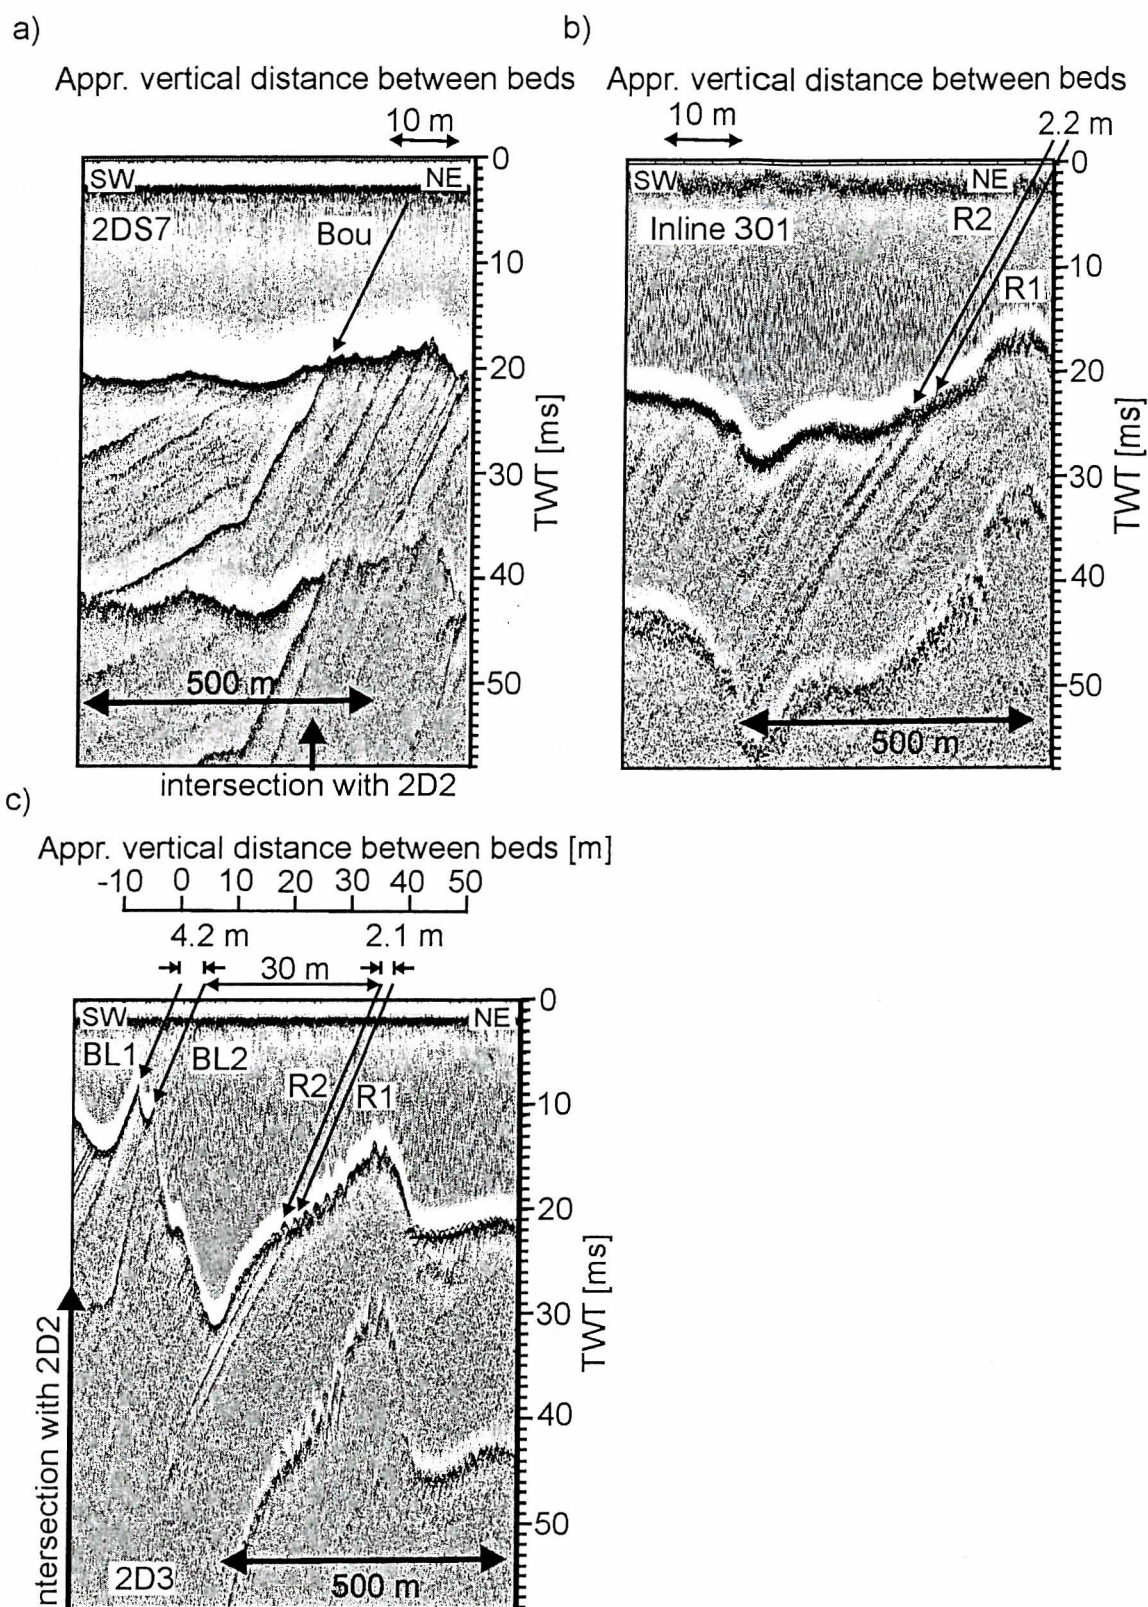 a)
Appr. vertical distance between beds
10 m
SW
NE
2DS7
Bou
0
10
20
30
40
50
TWT [ms]
500 m
intersection with 2D2
b)
Appr. vertical distance between beds
10 m
2.2 m
SW
NE
Inline 301
R2
R1
0
10
20
30
40
50
TWT [ms]
500 m
c)
Appr. vertical distance between beds [m]
-10 0 10 20 30 40 50
4.2 m
2.1 m
30 m
SW
NE
BL1
BL2
R2
R1
0
10
20
30
40
50
TWT [ms]
ntersection with 2D2
2D3
500 m